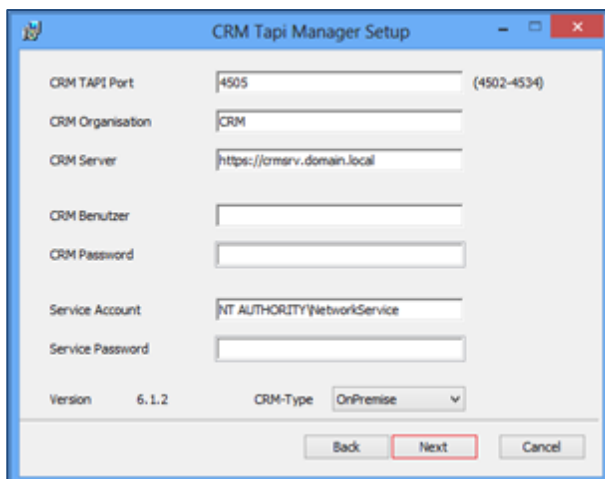 CRM Tapi Manager Setup
CRM TAPI Port 4505 (4502-4534)
CRM Organisation CRM
CRM Server https://crmsrv.domain.local
CRM Benutzer
CRM Password
Service Account NT AUTHORITY\NetworkService
Service Password
Version 6.1.2 CRM-Type OnPremise
Back Next Cancel